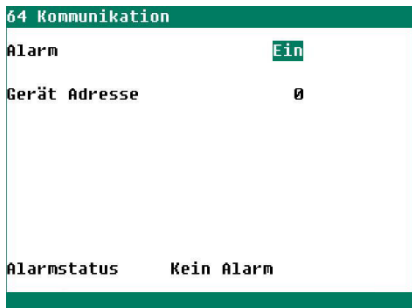 64 Kommunikation
Alarm Ein
Gerät Adresse 0
Alarmstatus Kein Alarm